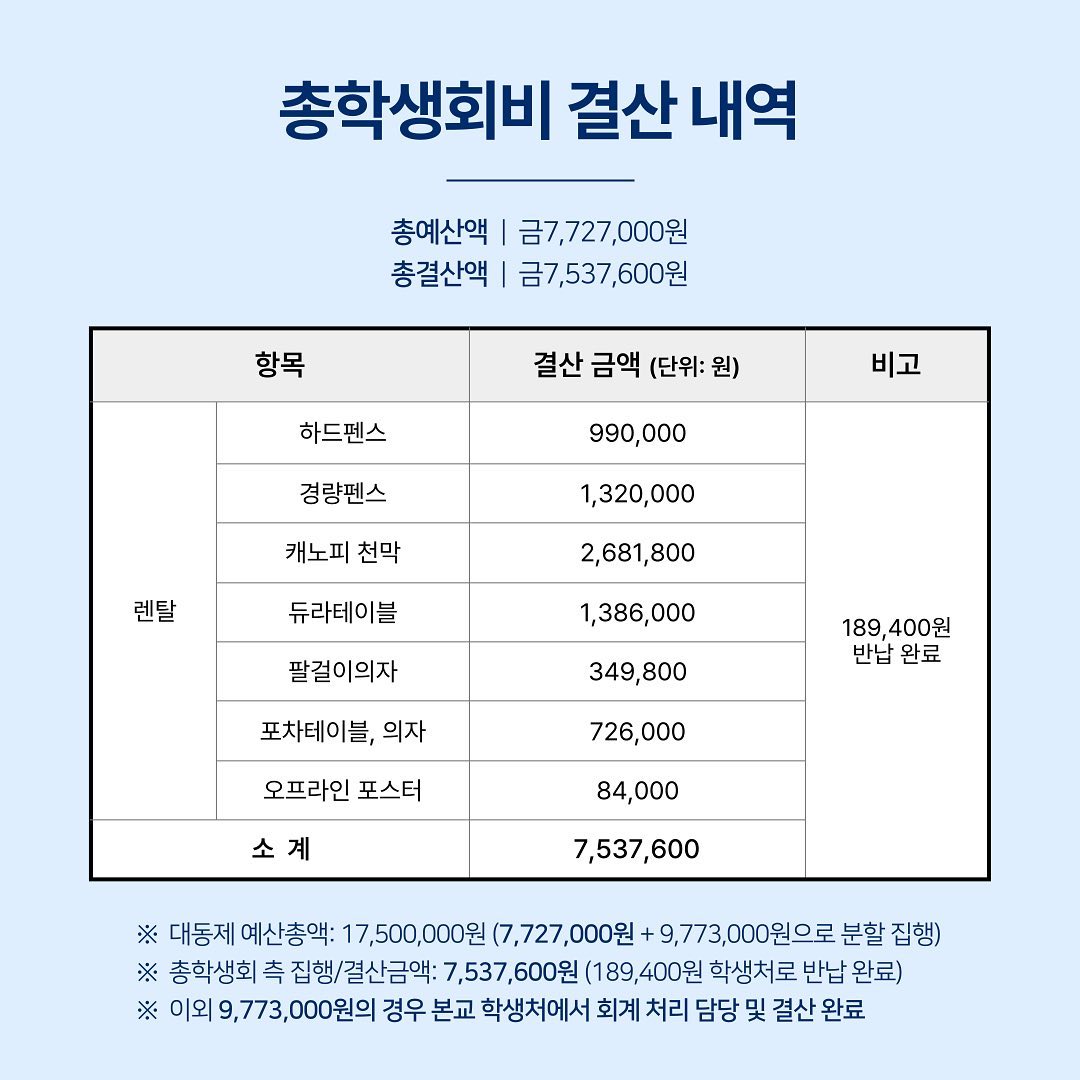 총학생회비 결산 내역
총예산액 | 금7,727,000원
총결산액 | 금7,537,600원
항목 결산 금액 (단위: 원) 비고
하드펜스 990,000
경량펜스 1,320,000
캐노피 천막 2,681,800
렌탈 듀라테이블 1,386,000
189,400원
반납 완료
팔걸이의자 349,800
포차테이블, 의자 726,000
오프라인 포스터 84,000
소 계 7,537,600
※ 대동제 예산총액: 17,500,000원 (7,727,000원 + 9,773,000원으로 분할 집행)
※ 총학생회 측 집행/결산금액: 7,537,600원 (189,400원 학생처로 반납 완료)
※ 이외 9,773,000원의 경우 본교 학생처에서 회계 처리 담당 및 결산 완료